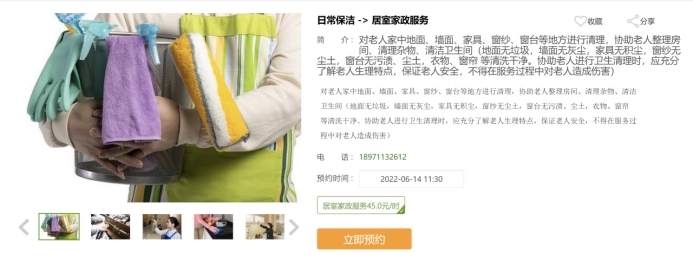 日常保洁 -> 居室家政服务
收藏
分享
简 介: 对老人家中地面、墙面、家具、窗纱、窗台等地方进行清理，协助老人整理房
间、清理杂物、清洁卫生间（地面无垃圾，墙面无灰尘，家具无积尘，窗纱无
尘土，窗台无污渍、尘土，衣物、窗帘 等清洗干净。协助老人进行卫生清理时，应充分
了解老人生理特点，保证老人安全，不得在服务过程中对老人造成伤害）
对老人家中地面、墙面、家具、窗纱、窗台等地方进行清理，协助老人整理房间、清理杂物、清洁
卫生间（地面无垃圾，墙面无灰尘，家具无积尘，窗纱无尘土，窗台无污渍，尘土，衣物、窗帘
等清洗干净。协助老人进行卫生清理时，应充分了解老人生理特点，保证老人安全，不得在服务过
程中对老人造成伤害）
电 话: 18971132612
预约时间: 2022-06-14 11:30
居室家政服务45.0元/时
立即预约